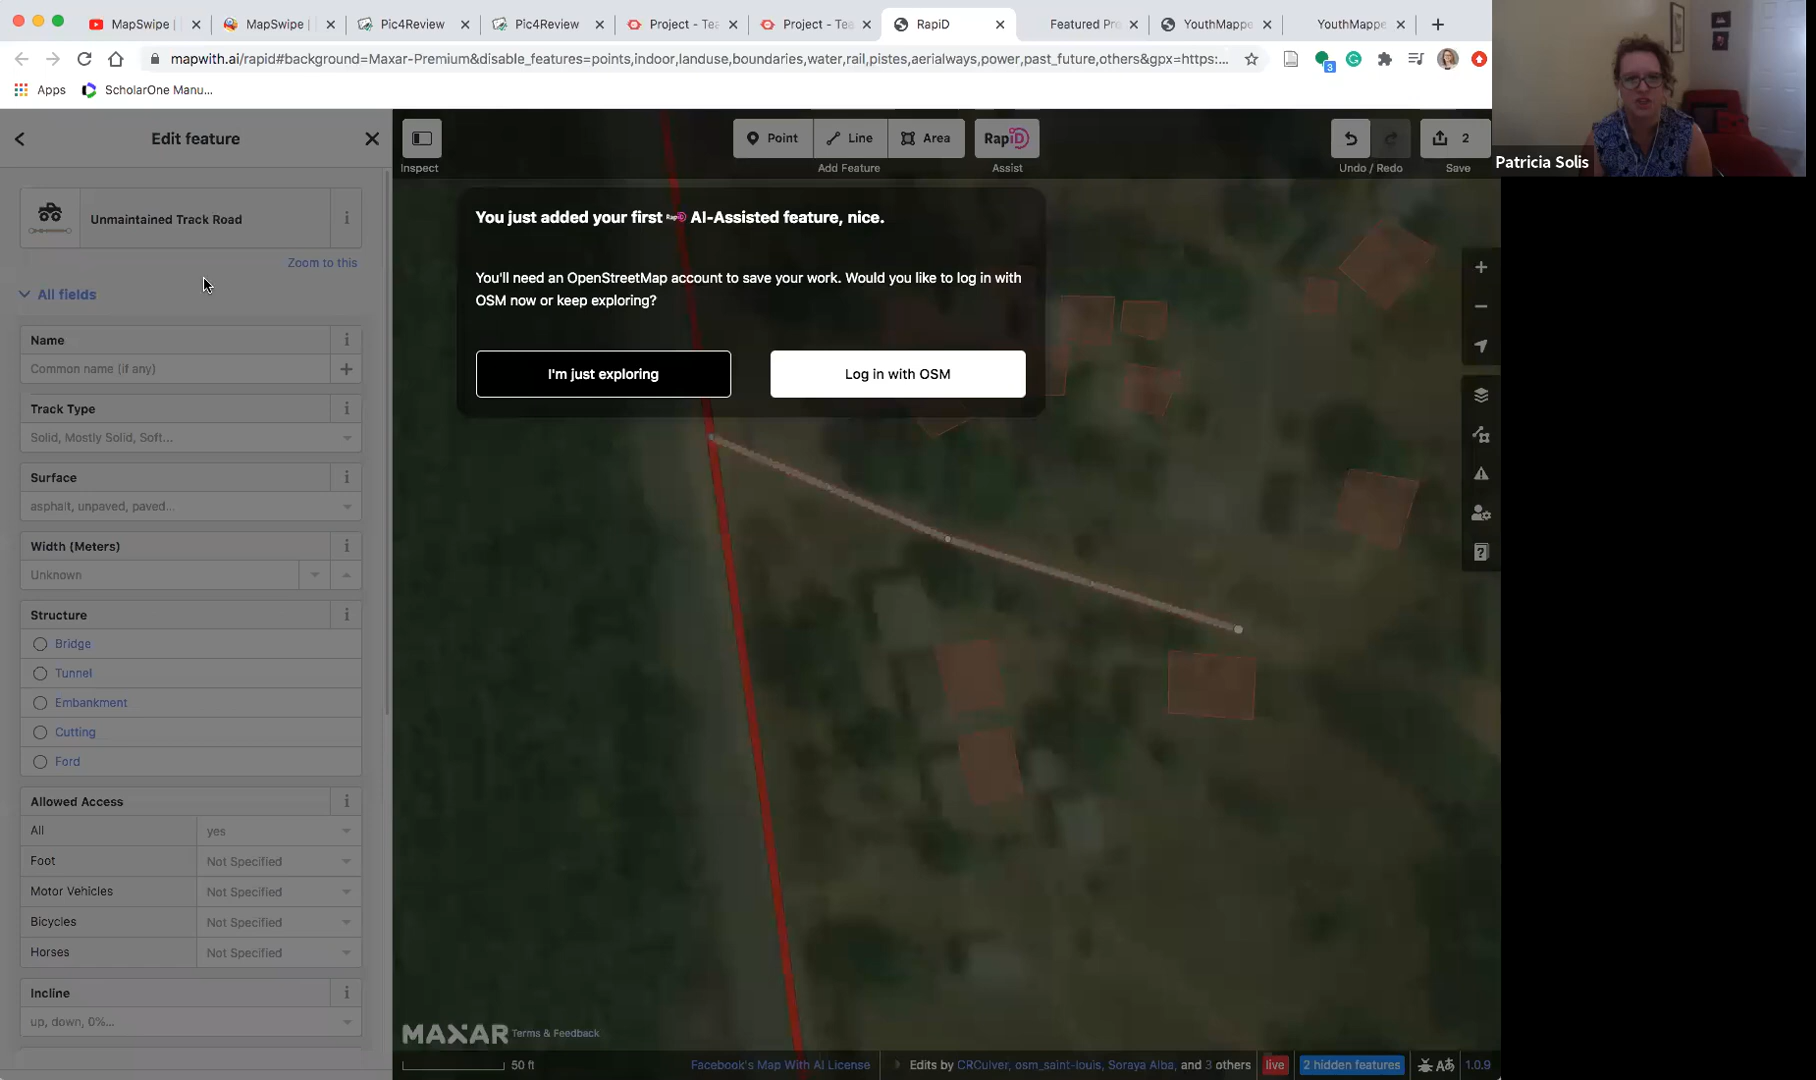 MapSwipe |
MapSwipe |
Pic4Review
Pic4Review
Project - Tea
Project - Tea
RapiD
Featured Pro
YouthMappe
YouthMappe
mapwith.ai/rapid#background=Maxar-Premium&disable_features=points,indoor,landuse,boundaries,water,rail,pistes,aerialways,power,past_future,others&gpx=https:...
3
Apps
ScholarOne Manu...
Patricia Solis
Edit feature
Inspect
Point
Line
Area
Add Feature
RapiD
Assist
Undo / Redo
2
Save
Unmaintained Track Road
Zoom to this
All fields
Name
Common name (if any)
Track Type
Solid, Mostly Solid, Soft...
Surface
asphalt, unpaved, paved...
Width (Meters)
Unknown
Structure
Bridge
Tunnel
Embankment
Cutting
Ford
Allowed Access
All yes
Foot Not Specified
Motor Vehicles Not Specified
Bicycles Not Specified
Horses Not Specified
Incline
up, down, 0%...
You just added your first RapiD AI-Assisted feature, nice.
You'll need an OpenStreetMap account to save your work. Would you like to log in with
OSM now or keep exploring?
I'm just exploring
Log in with OSM
MAXAR Terms & Feedback
50 ft
Facebook's Map With AI License
Edits by CRCulver, osm_saint-louis, Soraya Alba, and 3 others
live
2 hidden features
1.0.9